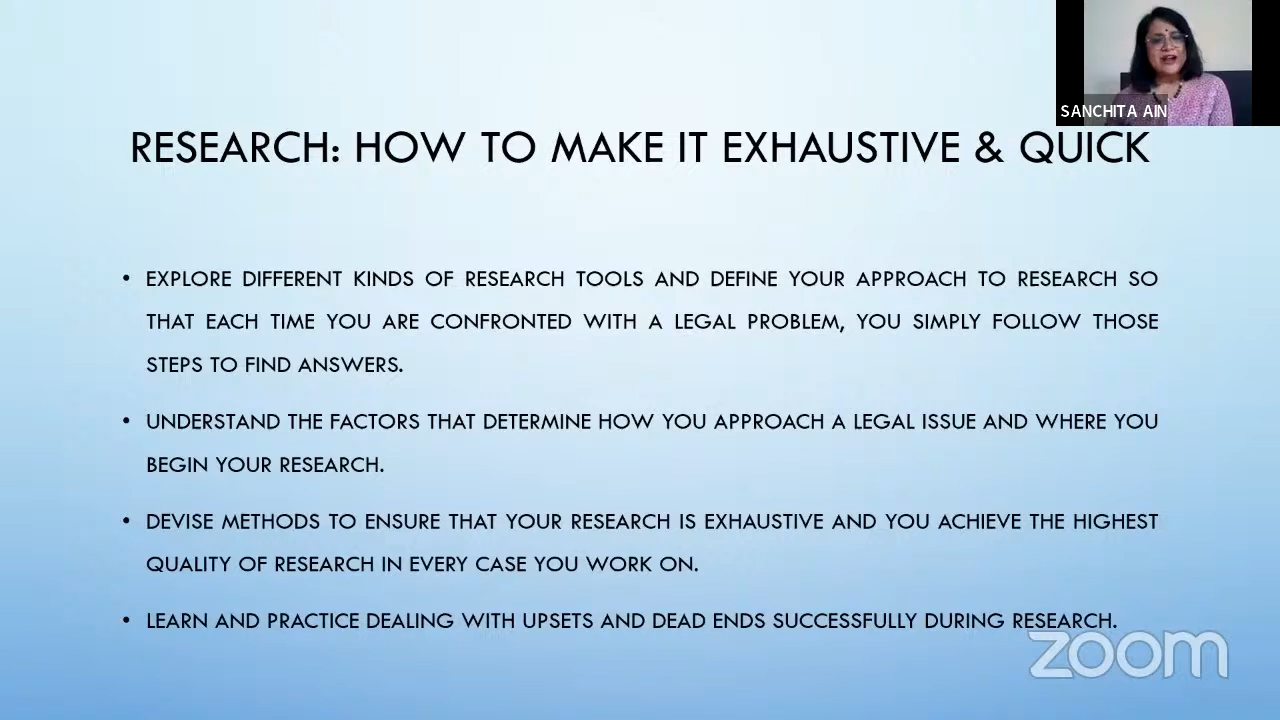 SANCHITA AIN
RESEARCH: HOW TO MAKE IT EXHAUSTIVE & QUICK
• EXPLORE DIFFERENT KINDS OF RESEARCH TOOLS AND DEFINE YOUR APPROACH TO RESEARCH SO
THAT EACH TIME YOU ARE CONFRONTED WITH A LEGAL PROBLEM, YOU SIMPLY FOLLOW THOSE
STEPS TO FIND ANSWERS.
• UNDERSTAND THE FACTORS THAT DETERMINE HOW YOU APPROACH A LEGAL ISSUE AND WHERE YOU
BEGIN YOUR RESEARCH.
• DEVISE METHODS TO ENSURE THAT YOUR RESEARCH IS EXHAUSTIVE AND YOU ACHIEVE THE HIGHEST
QUALITY OF RESEARCH IN EVERY CASE YOU WORK ON.
• LEARN AND PRACTICE DEALING WITH UPSETS AND DEAD ENDS SUCCESSFULLY DURING RESEARCH.
zoom